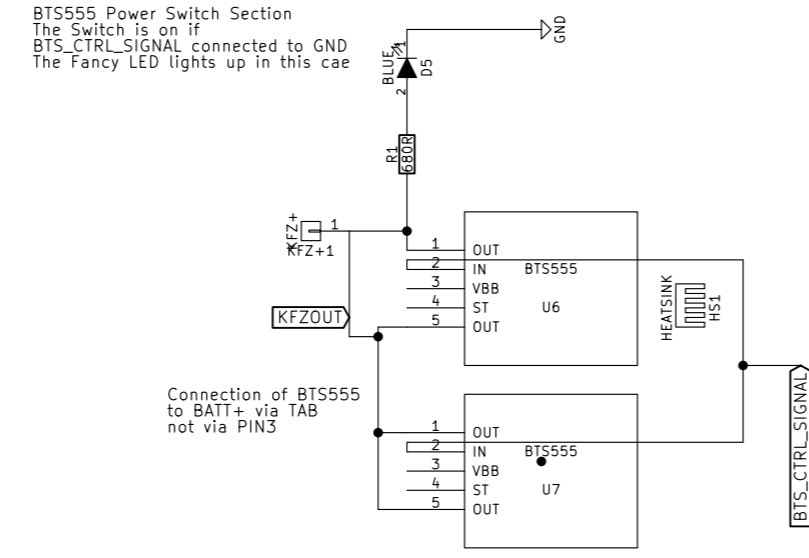 BTS555 Power Switch Section
The Switch is on if
BTS_CTRL_SIGNAL connected to GND
The Fancy LED lights up in this cae
GND
1
BLUE
D5
2
R1
680R
KFZ+
1
KFZ+1
1 OUT
2 IN BTS555
3 VBB
4 ST U6
5 OUT
HEATSINK
HS1
KFZOUT
Connection of BTS555
to BATT+ via TAB
not via PIN3
1 OUT
2 IN BTS555
3 VBB
4 ST U7
5 OUT
BTS_CTRL_SIGNAL